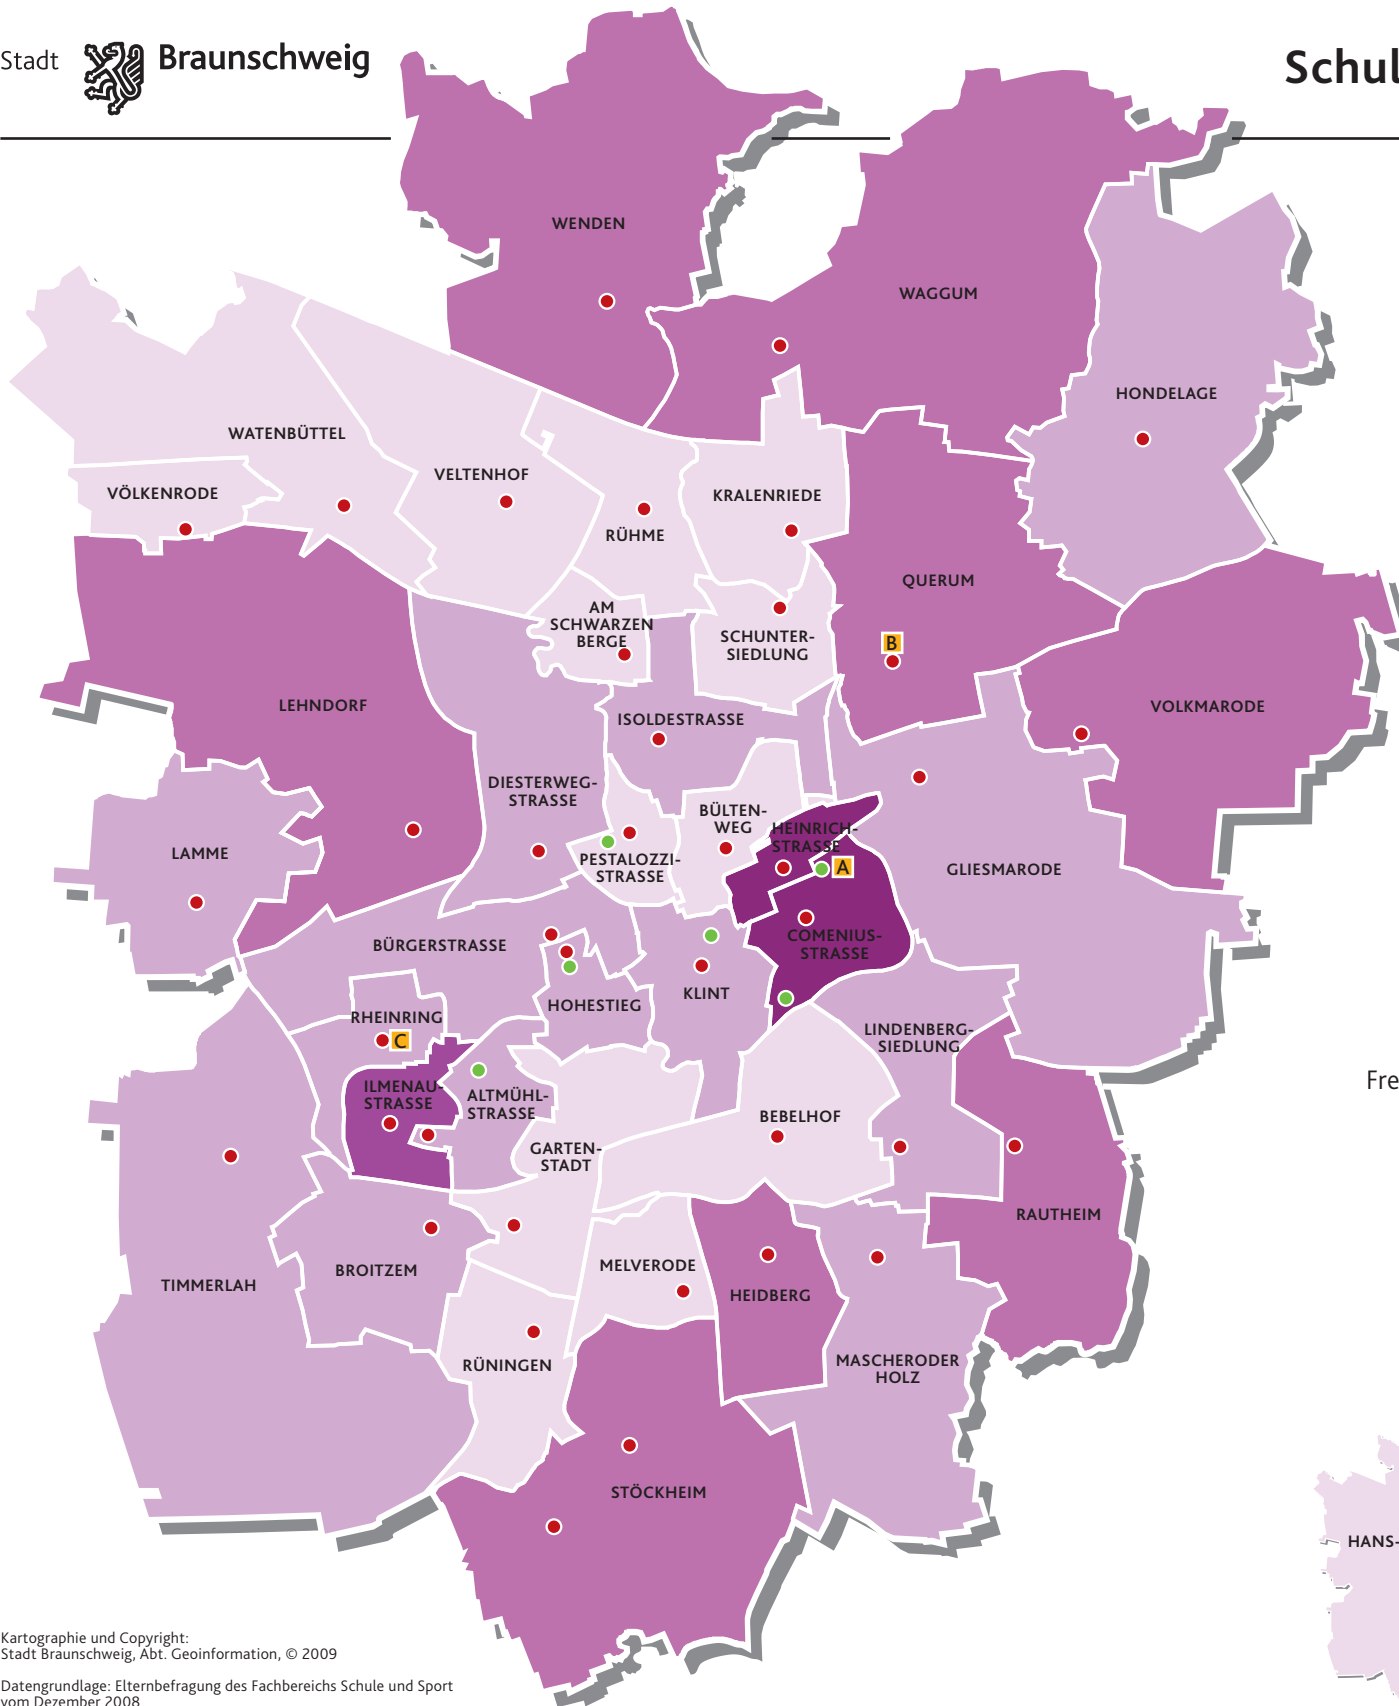 Stadt Braunschweig
Schul
WENDEN
WAGGUM
HONDELAGE
WATENBÜTTEL
VELTENHOF
VÖLKENRODE
KRALENRIEDE
RÜHME
QUERUM
AM
SCHWARZEN
BERGE
SCHUNTER-
SIEDLUNG
B
LEHNDORF
VOLKMARODE
ISOLDESTRASSE
DIESTERWEG-
STRASSE
BÜLTEN-
WEG
HEINRICH-
STRASSE
LAMME
PESTALOZZI-
STRASSE
A
GLIESMARODE
BÜRGERSTRASSE
COMENIUS-
STRASSE
KLINT
HOHESTIEG
RHEINRING
C
LINDENBERG-
SIEDLUNG
Fre
ILMENAU-
STRASSE
ALTMÜHL-
STRASSE
BEBELHOF
GARTEN-
STADT
RAUTHEIM
BROITZEM
MELVERODE
TIMMERLAH
HEIDBERG
RÜNINGEN
MASCHERODER
HOLZ
STÖCKHEIM
HANS-
Kartographie und Copyright:
Stadt Braunschweig, Abt. Geoinformation, © 2009
Datengrundlage: Elternbefragung des Fachbereichs Schule und Sport
vom Dezember 2008